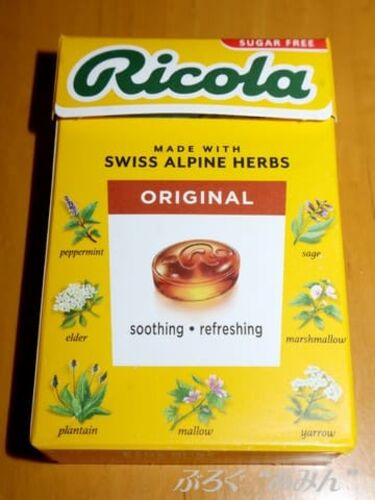 SUGAR FREE
Ricola
MADE WITH
SWISS ALPINE HERBS
ORIGINAL
peppermint
sage
soothing • refreshing
elder
marshmallow
plantain
mallow
yarrow
ぶろぐ "あみん"